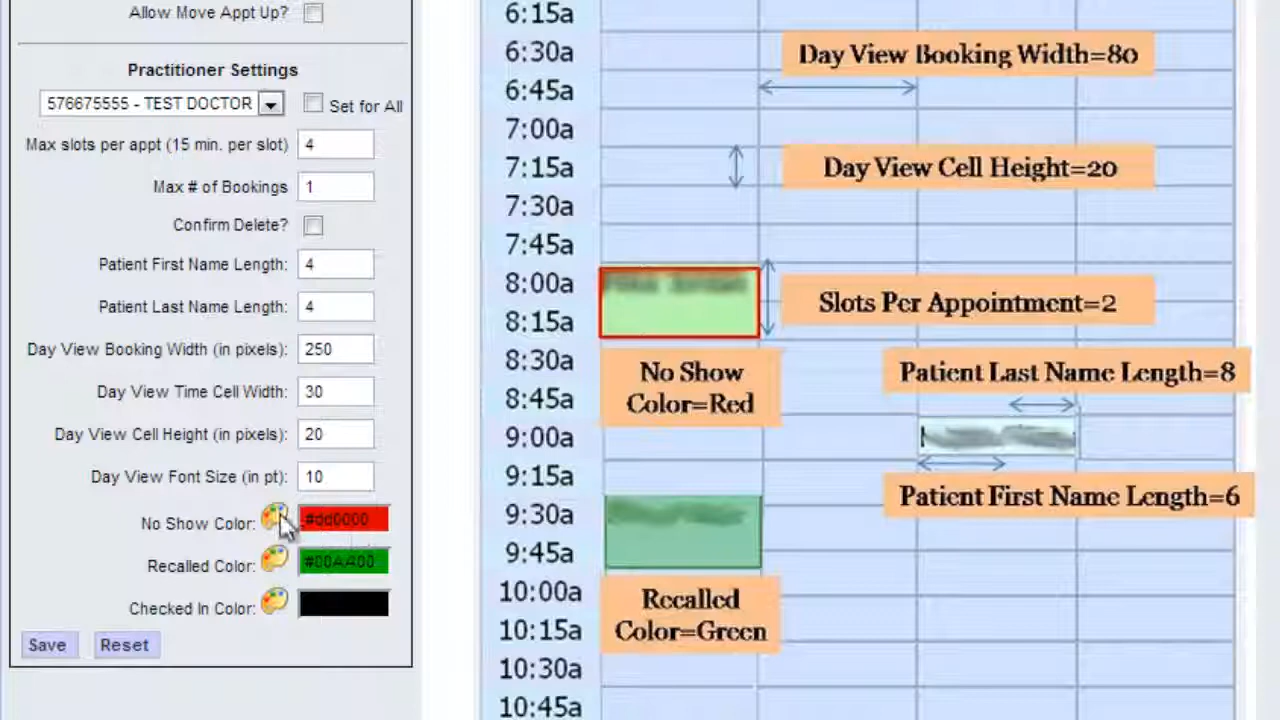 Allow Move Appt Up?
Practitioner Settings
576675555 - TEST DOCTOR
Set for All
Max slots per appt (15 min. per slot)
4
Max # of Bookings
1
Confirm Delete?
Patient First Name Length:
4
Patient Last Name Length:
4
Day View Booking Width (in pixels):
250
Day View Time Cell Width:
30
Day View Cell Height (in pixels):
20
Day View Font Size (in pt):
10
No Show Color:
#dd0000
Recalled Color:
#00AA00
Checked In Color:
Save
Reset
6:15a
6:30a
6:45a
7:00a
7:15a
7:30a
7:45a
8:00a
8:15a
8:30a
8:45a
9:00a
9:15a
9:30a
9:45a
10:00a
10:15a
10:30a
10:45a
Day View Booking Width=80
Day View Cell Height=20
Slots Per Appointment=2
No Show
Color=Red
Patient Last Name Length=8
Patient First Name Length=6
Recalled
Color=Green